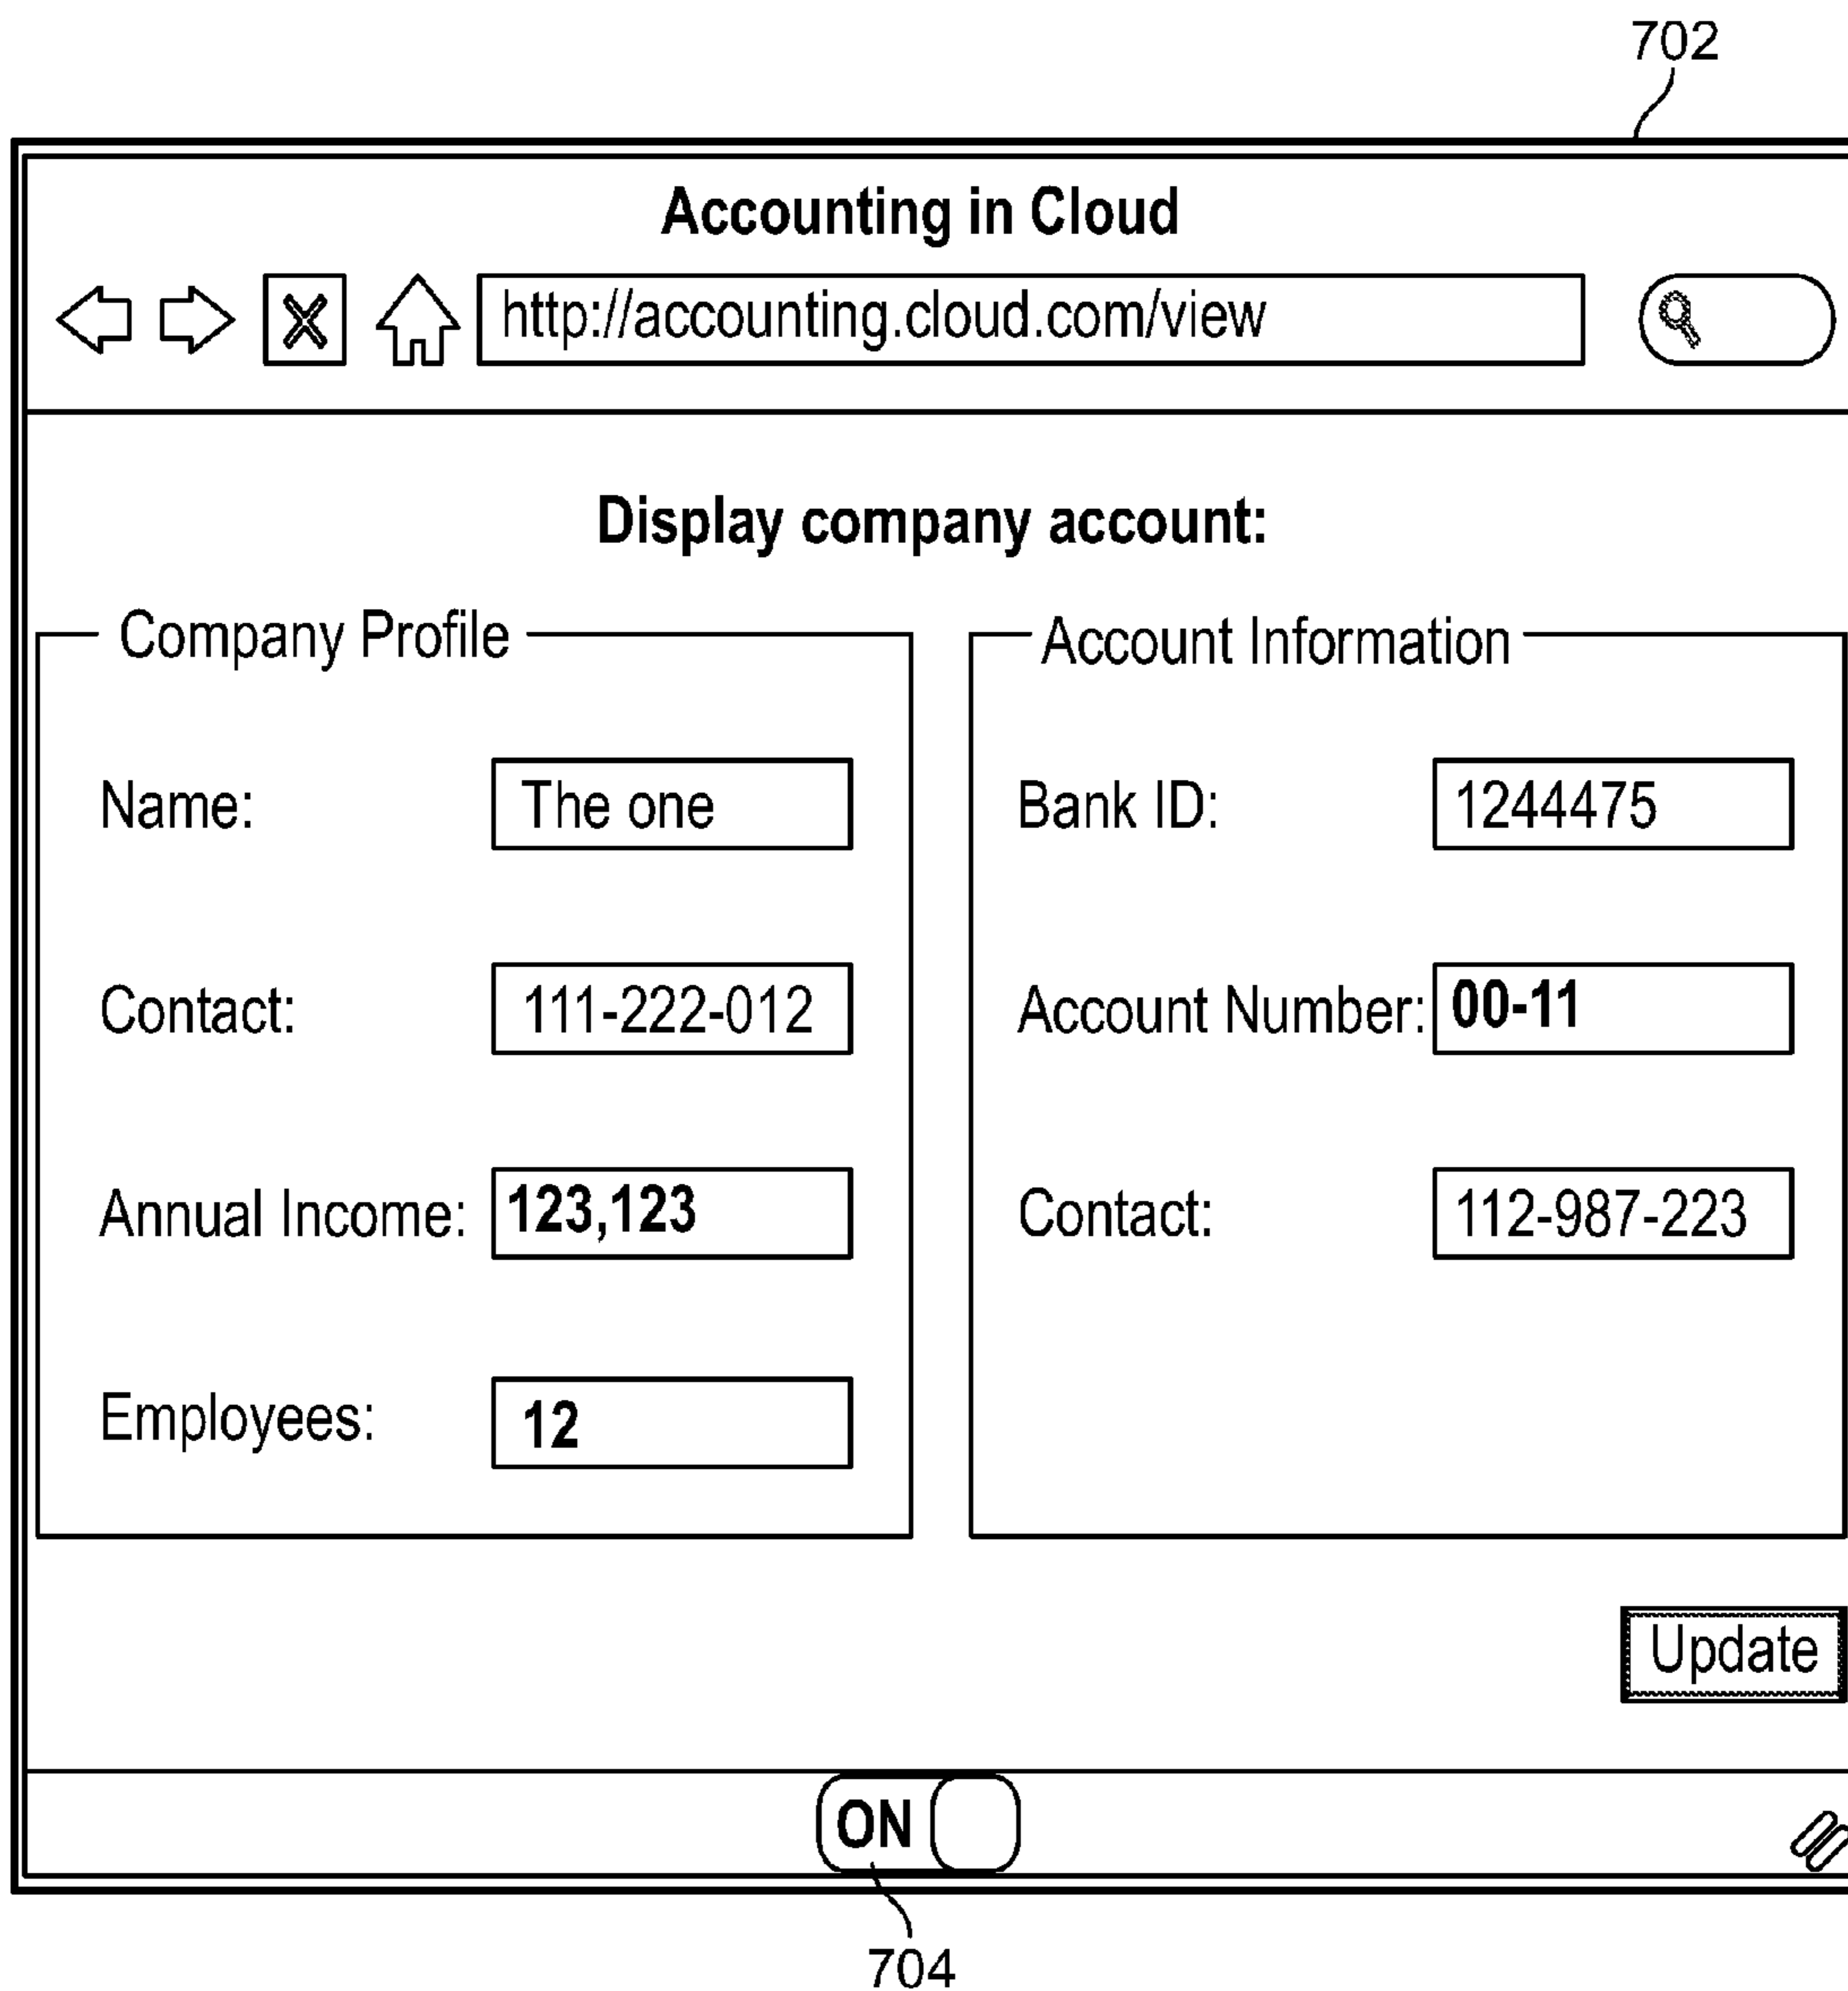 702
Accounting in Cloud
http://accounting.cloud.com/view
Display company account:
Company Profile
Name: The one
Contact: 111-222-012
Annual Income: 123,123
Employees: 12
Account Information
Bank ID: 1244475
Account Number: 00-11
Contact: 112-987-223
Update
ON
704